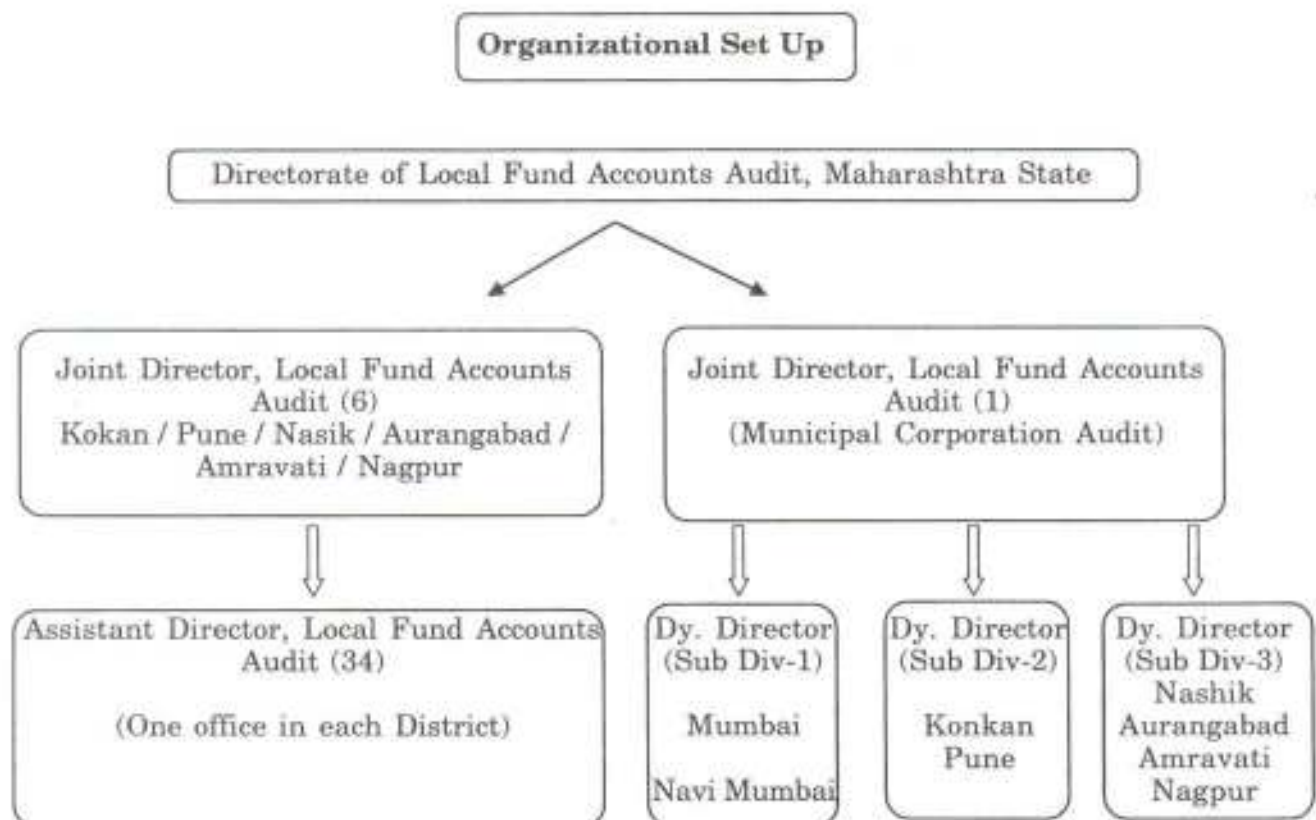 Organizational Set Up
Directorate of Local Fund Accounts Audit, Maharashtra State
Joint Director, Local Fund Accounts
Audit (6)
Kokan / Pune / Nasik / Aurangabad /
Amravati / Nagpur
Joint Director, Local Fund Accounts
Audit (1)
(Municipal Corporation Audit)
Assistant Director, Local Fund Accounts
Audit (34)
(One office in each District)
Dy. Director
(Sub Div-1)
Mumbai
Navi Mumbai
Dy. Director
(Sub Div-2)
Konkan
Pune
Dy. Director
(Sub Div-3)
Nashik
Aurangabad
Amravati
Nagpur